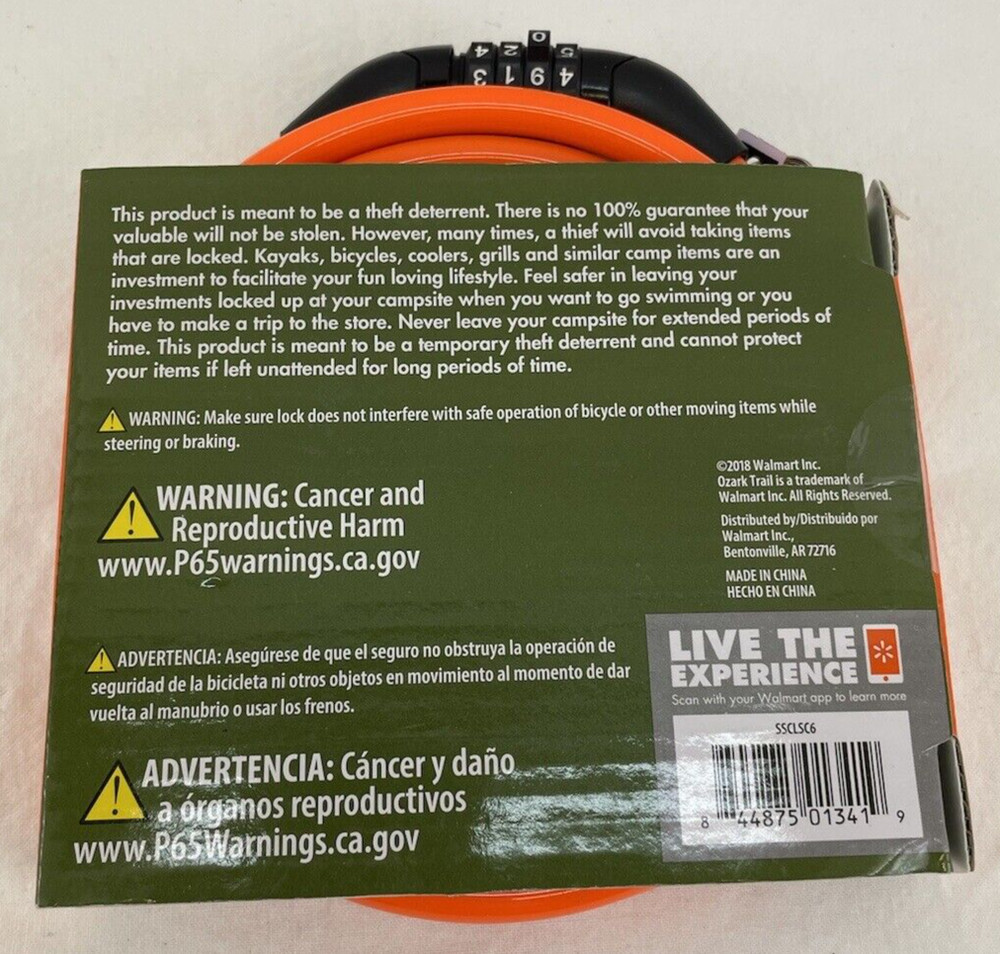 4 2 0 5
3 1 9 4
This product is meant to be a theft deterrent. There is no 100% guarantee that your
valuable will not be stolen. However, many times, a thief will avoid taking items
that are locked. Kayaks, bicycles, coolers, grills and similar camp items are an
investment to facilitate your fun loving lifestyle. Feel safer in leaving your
investments locked up at your campsite when you want to go swimming or you
have to make a trip to the store. Never leave your campsite for extended periods of
time. This product is meant to be a temporary theft deterrent and cannot protect
your items if left unattended for long periods of time.
WARNING: Make sure lock does not interfere with safe operation of bicycle or other moving items while
steering or braking.
WARNING: Cancer and
Reproductive Harm
www.P65warnings.ca.gov
©2018 Walmart Inc.
Ozark Trail is a trademark of
Walmart Inc. All Rights Reserved.
Distributed by/Distribuido por
Walmart Inc.,
Bentonville, AR 72716
MADE IN CHINA
HECHO EN CHINA
ADVERTENCIA: Asegúrese de que el seguro no obstruya la operación de
seguridad de la bicicleta ni otros objetos en movimiento al momento de dar
vuelta al manubrio o usar los frenos.
ADVERTENCIA: Cáncer y daño
a órganos reproductivos
www.P65Warnings.ca.gov
LIVE THE
EXPERIENCE
Scan with your Walmart app to learn more
SSCLSC6
8 44875 01341 9